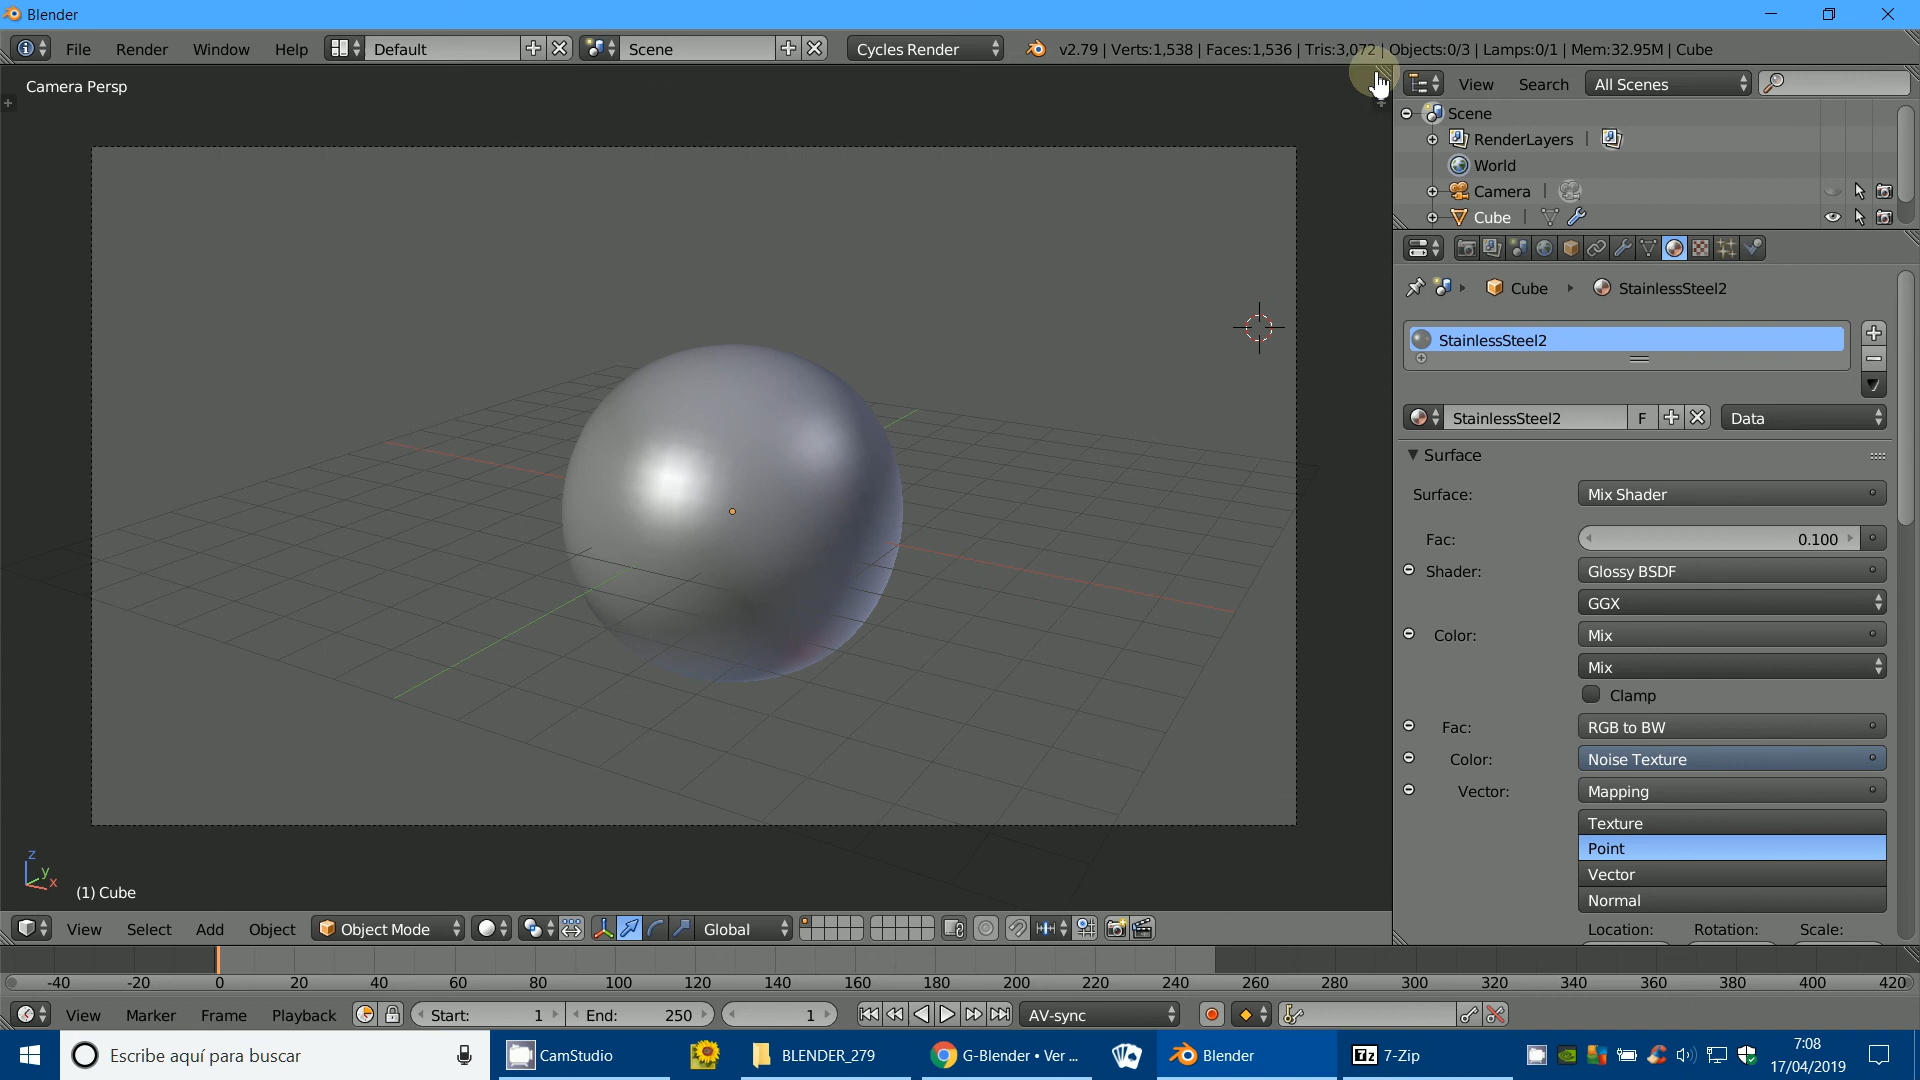 Blender
File Render Window Help Default Scene Cycles Render v2.79 | Verts:1,538 | Faces:1,536 | Tris:3,072 | Objects:0/3 | Lamps:0/1 | Mem:32.95M | Cube
Camera Persp
View Search All Scenes
Scene
RenderLayers
World
Camera
Cube
Cube StainlessSteel2
StainlessSteel2
StainlessSteel2 F Data
Surface
Surface: Mix Shader
Fac: 0.100
Shader: Glossy BSDF
GGX
Color: Mix
Mix
Clamp
Fac: RGB to BW
Color: Noise Texture
Vector: Mapping
Texture
Point
Vector
Normal
Location: Rotation: Scale:
z
y
x
(1) Cube
View Select Add Object Object Mode Global
-40 -20 0 20 40 60 80 100 120 140 160 180 200 220 240 260 280 300 320 340 360 380 400 420
View Marker Frame Playback Start: 1 End: 250 1 AV-sync
Escribe aquí para buscar CamStudio BLENDER_279 G-Blender • Ver ... Blender 7z 7-Zip
7:08
17/04/2019